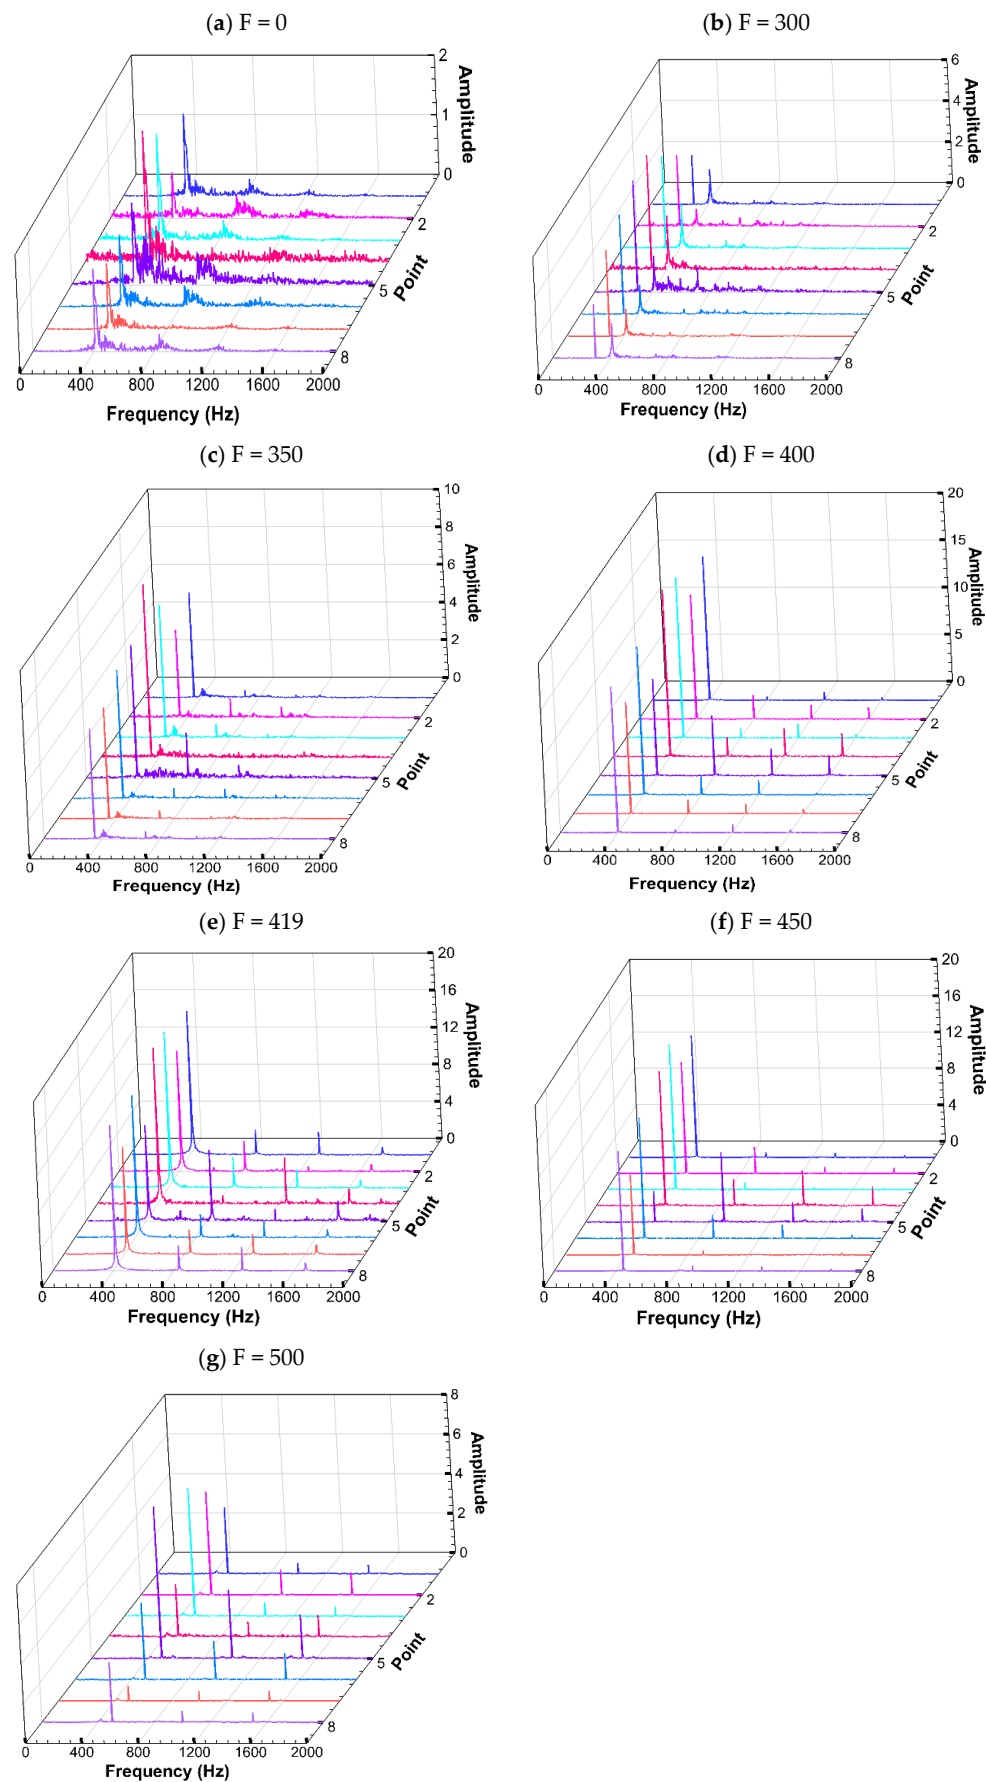 (a) F = 0
(b) F = 300
2
1
0
Amplitude
2
5
8
Point
0 400 800 1200 1600 2000
Frequency (Hz)
6
4
2
0
Amplitude
2
5
8
Point
0 400 800 1200 1600 2000
Frequency (Hz)
(c) F = 350
(d) F = 400
10
8
6
4
2
0
Amplitude
2
5
8
Point
0 400 800 1200 1600 2000
Frequency (Hz)
20
15
10
5
0
Amplitude
2
5
8
Point
0 400 800 1200 1600 2000
Frequency (Hz)
(e) F = 419
(f) F = 450
20
16
12
8
4
0
Amplitude
2
5
8
Point
0 400 800 1200 1600 2000
Frequency (Hz)
20
16
12
8
4
0
Amplitude
2
5
8
Point
0 400 800 1200 1600 2000
Frequncy (Hz)
(g) F = 500
8
6
4
2
0
Amplitude
2
5
8
Point
0 400 800 1200 1600 2000
Frequency (Hz)